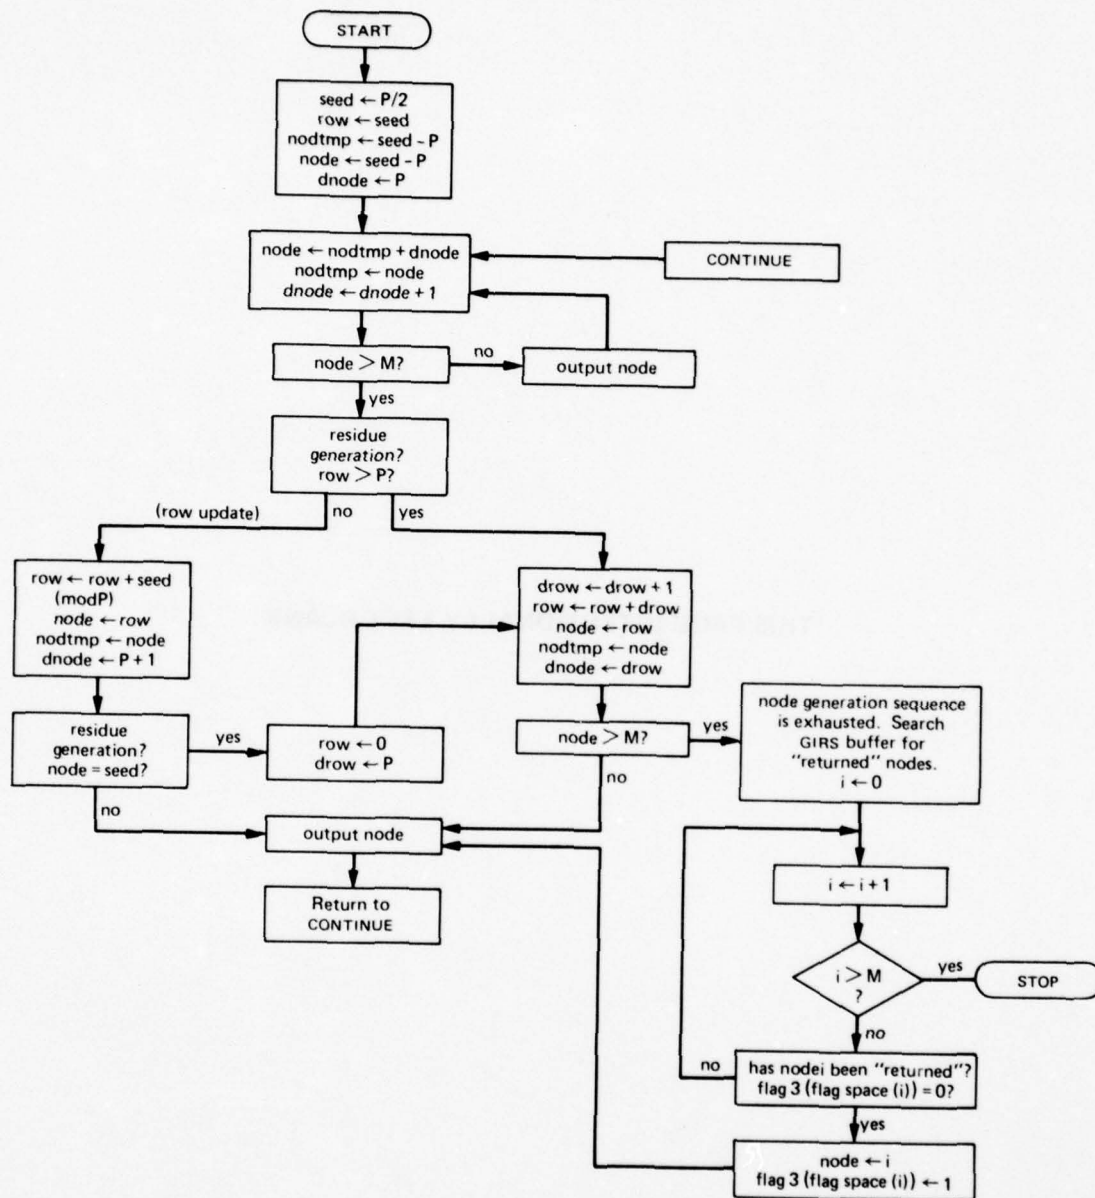 START
seed ← P/2
row ← seed
nodtmp ← seed - P
node ← seed - P
dnode ← P
node ← nodtmp + dnode
nodtmp ← node
dnode ← dnode + 1
CONTINUE
node > M?
no
output node
yes
residue
generation?
row > P?
(row update)
no
yes
row ← row + seed
(modP)
node ← row
nodtmp ← node
dnode ← P + 1
drow ← drow + 1
row ← row + drow
node ← row
nodtmp ← node
dnode ← drow
residue
generation?
node = seed?
yes
row ← 0
drow ← P
node > M?
yes
node generation sequence
is exhausted. Search
GIRS buffer for
"returned" nodes.
i ← 0
no
no
output node
Return to
CONTINUE
i ← i + 1
i > M
?
yes
STOP
no
no
has nodei been "returned"?
flag 3 (flag space (i)) = 0?
yes
node ← i
flag 3 (flag space (i)) ← 1